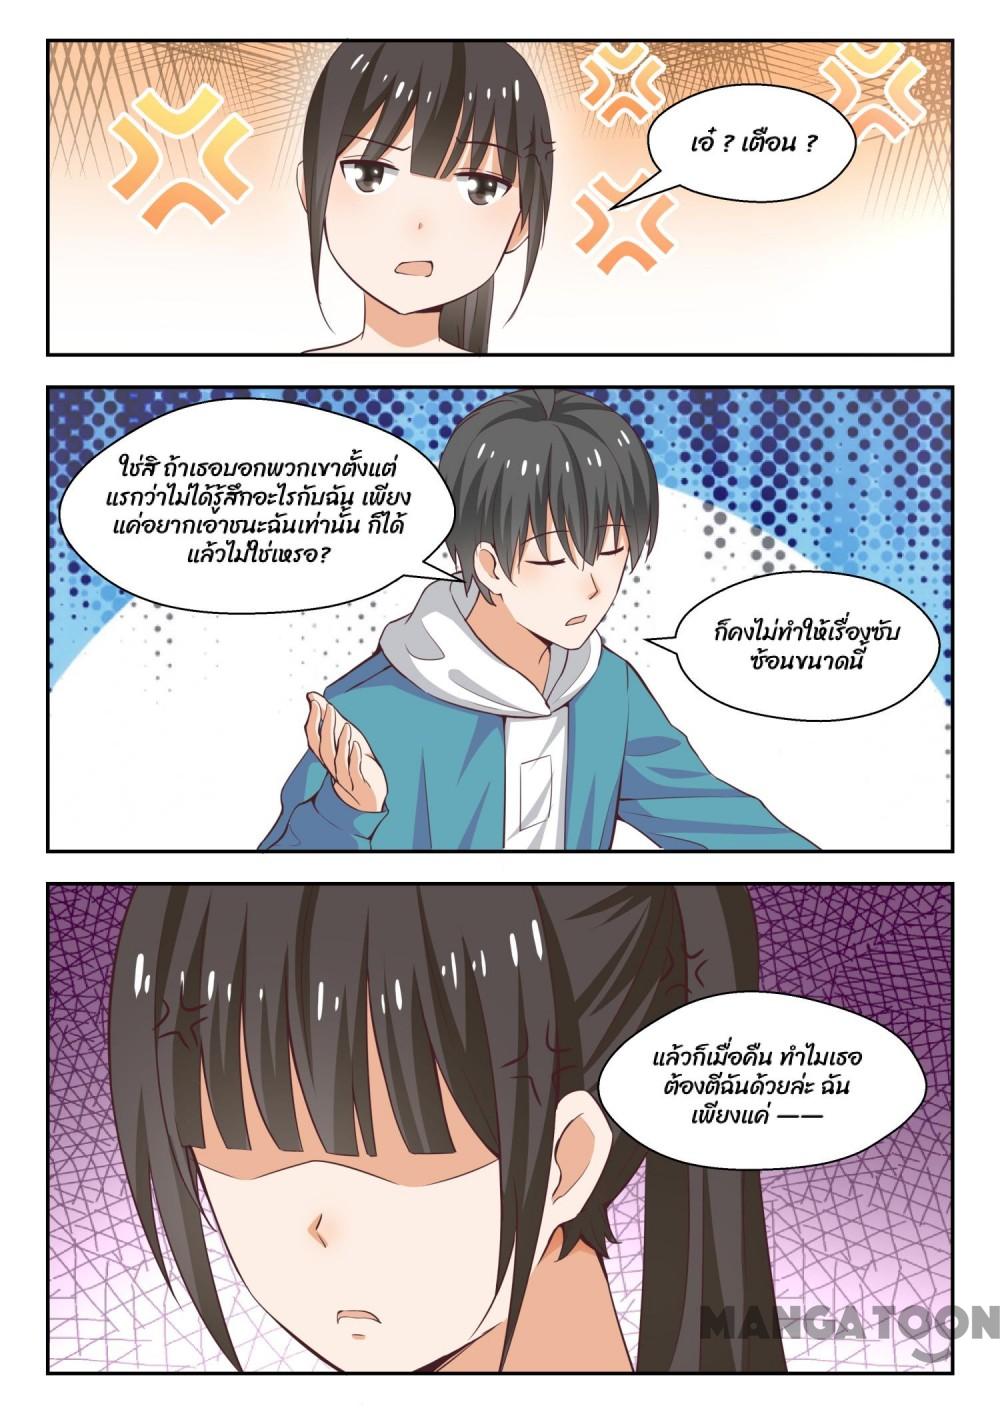 เอ๋ ? เตือน ?
ใช่สิ ถ้าเธอบอกพวกเขาตั้งแต่
แรกว่าไม่ได้รู้สึกอะไรกับฉัน เพียง
แค่อยากเอาชนะฉันเท่านั้น ก็ได้
แล้วไม่ใช่เหรอ?
ก็คงไม่ทำให้เรื่องซับ
ซ้อนขนาดนี้
แล้วก็เมื่อคืน ทำไมเธอ
ต้องตีฉันด้วยล่ะ ฉัน
เพียงแค่ ——
MANGATOON